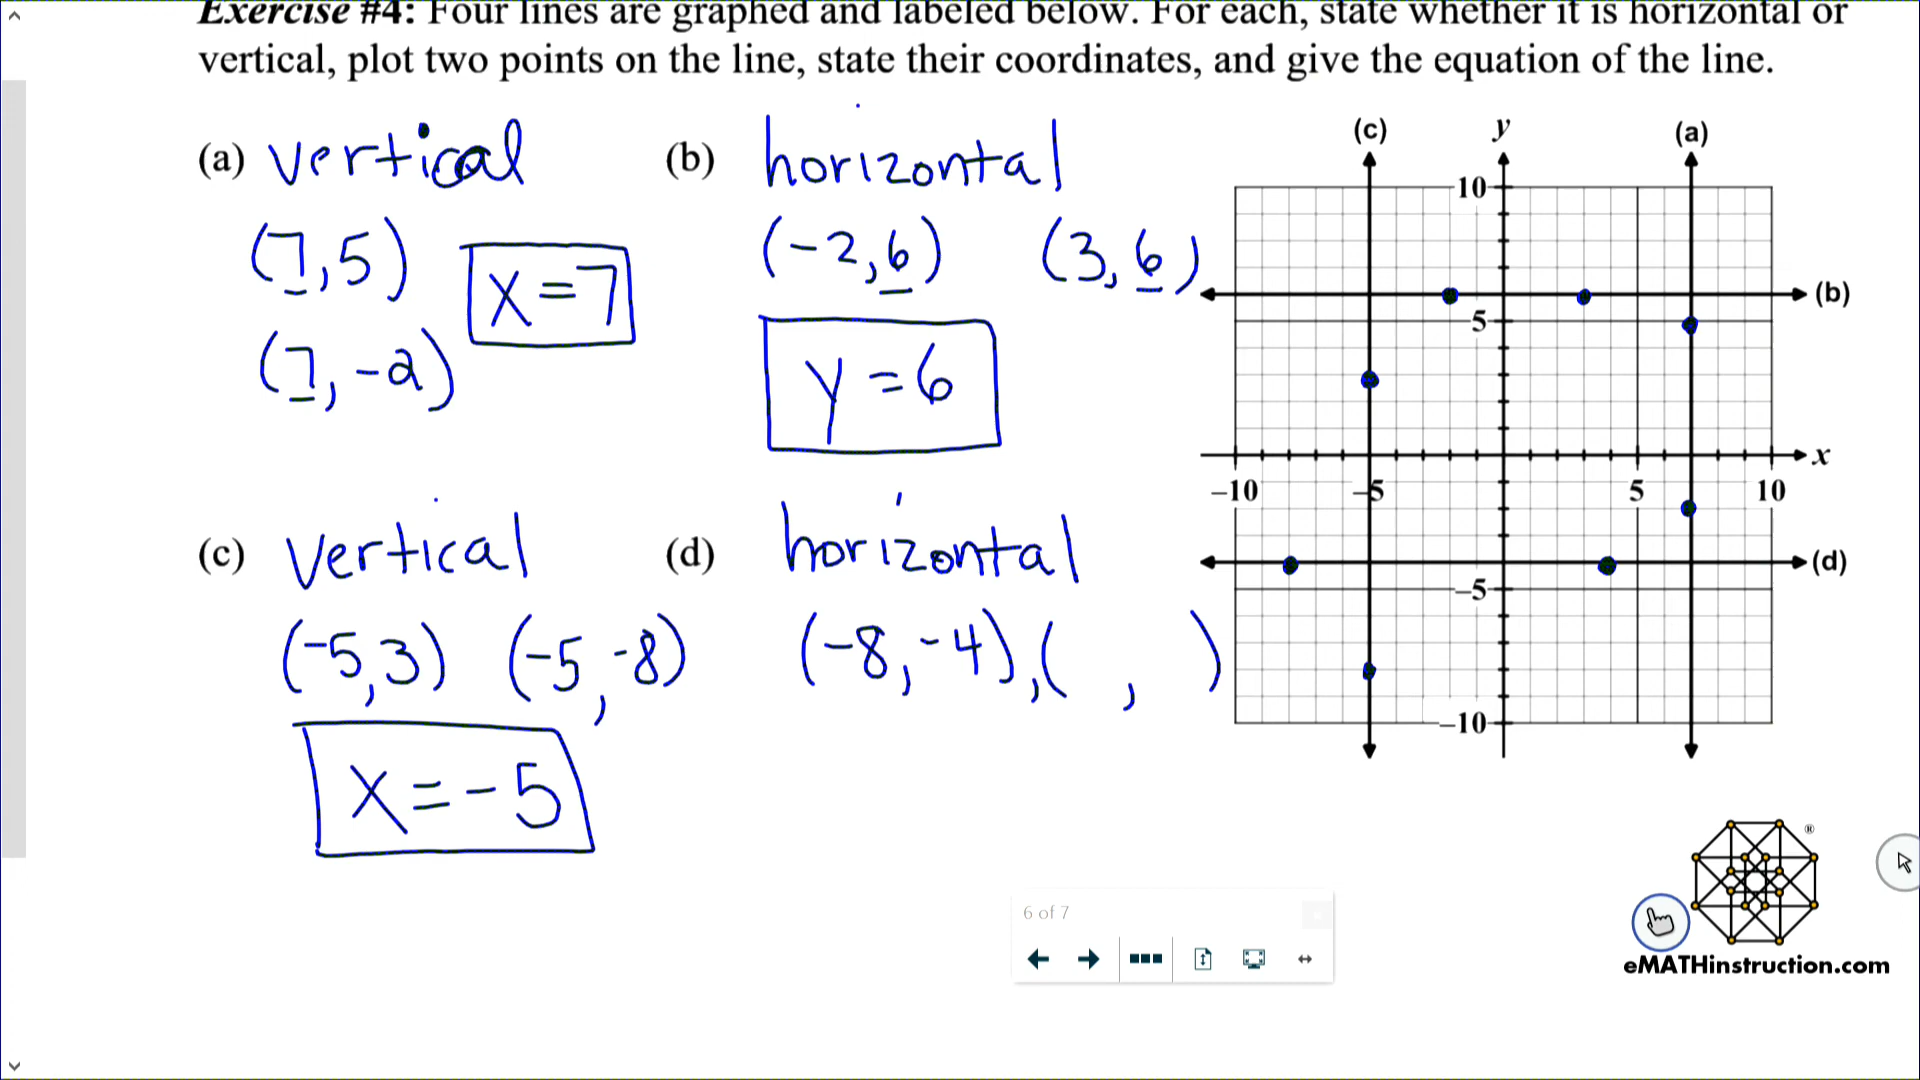 Exercise #4: Four lines are graphed and labeled below. For each, state whether it is horizontal or
vertical, plot two points on the line, state their coordinates, and give the equation of the line.
(a) vertical
(7,5)
x=7
(7,-2)
(b) horizontal
(-2,6) (3,6)
y=6
(c) vertical
(-5,3) (-5,-8)
x=-5
(d) horizontal
(-8,-4),( , )
(c) y (a)
10
(b)
5
x
–10 –5 5 10
(d)
–5
–10
®
eMATHinstruction.com
6 of 7